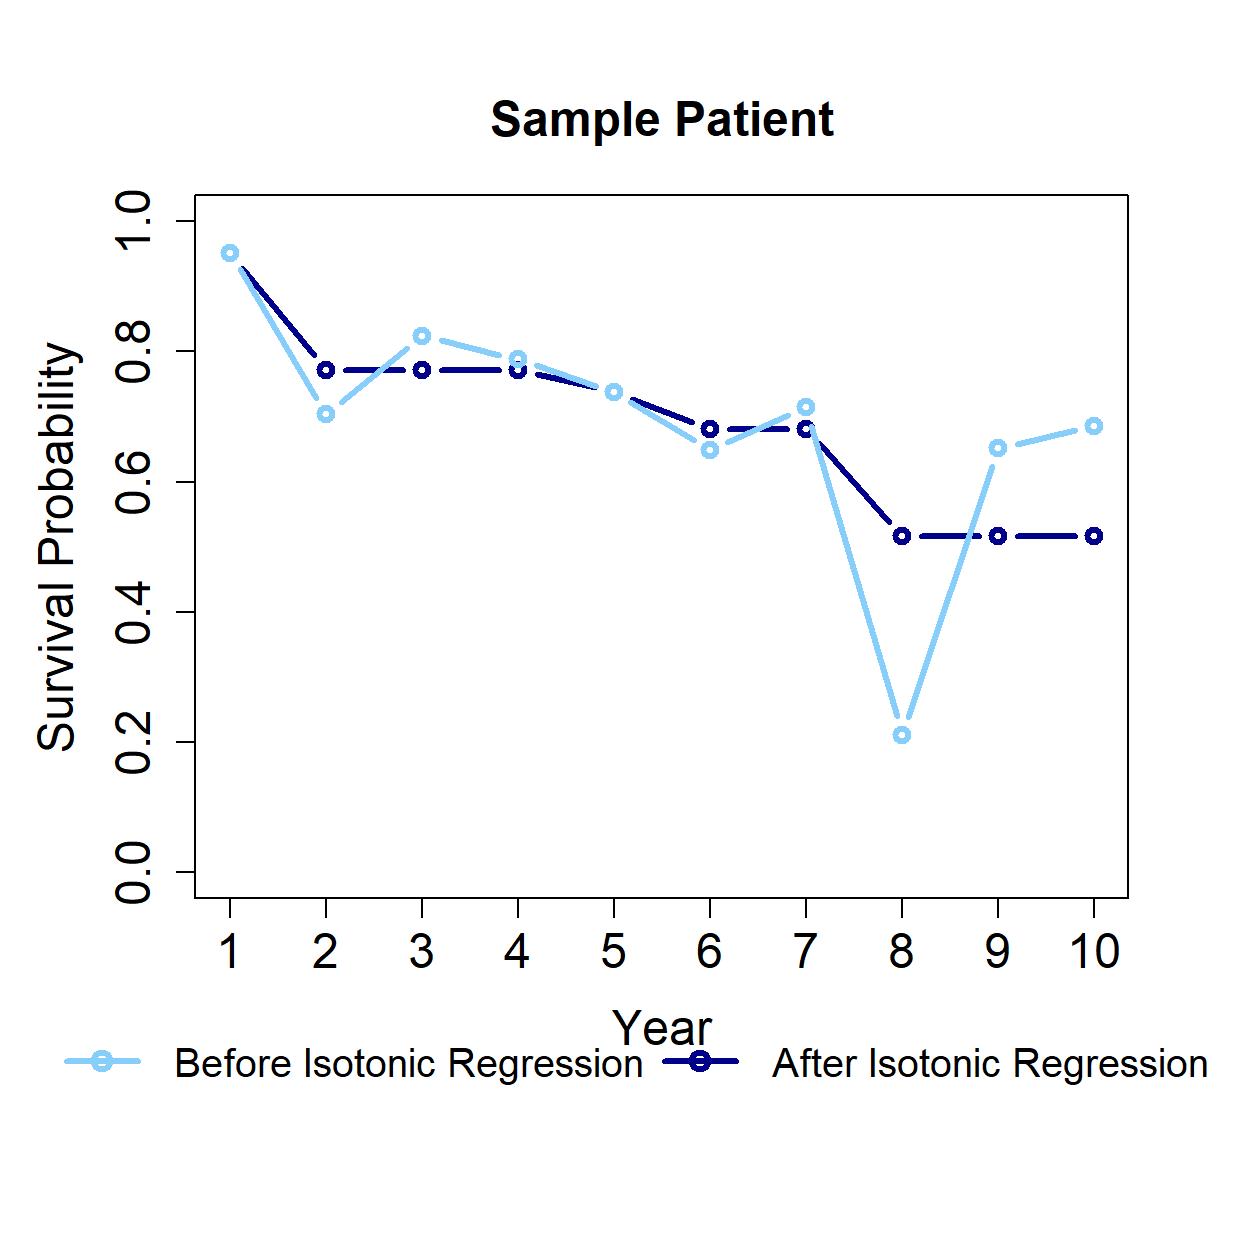 Sample Patient
Survival Probability
1.0
0.8
0.6
0.4
0.2
0.0
1 2 3 4 5 6 7 8 9 10
Year
Before Isotonic Regression After Isotonic Regression